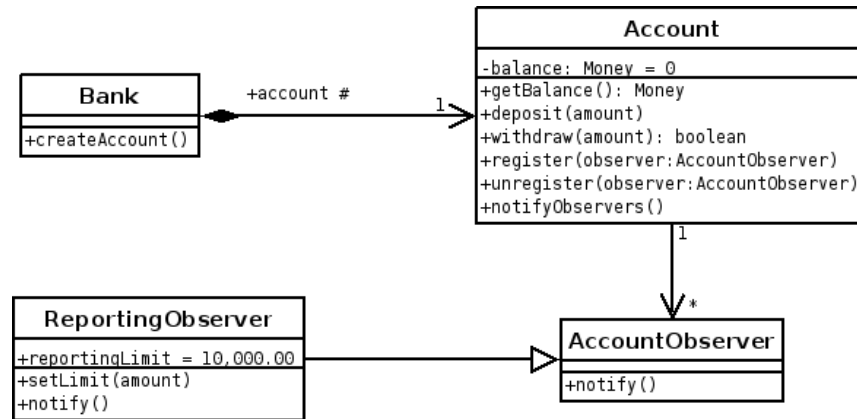 Account
-balance: Money = 0
+getBalance(): Money
+deposit(amount)
+withdraw(amount): boolean
+register(observer:AccountObserver)
+unregister(observer:AccountObserver)
+notifyObservers()
Bank
+createAccount()
+account #
1
1
*
ReportingObserver
+reportingLimit = 10,000.00
+setLimit(amount)
+notify()
AccountObserver
+notify()